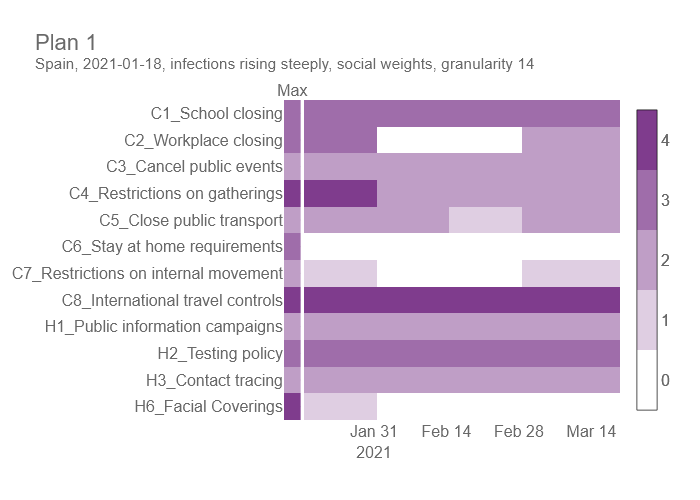 Plan 1
Spain, 2021-01-18, infections rising steeply, social weights, granularity 14
Max
C1_School closing
C2_Workplace closing
C3_Cancel public events
C4_Restrictions on gatherings
C5_Close public transport
C6_Stay at home requirements
C7_Restrictions on internal movement
C8_International travel controls
H1_Public information campaigns
H2_Testing policy
H3_Contact tracing
H6_Facial Coverings
Jan 31 Feb 14 Feb 28 Mar 14
2021
4
3
2
1
0